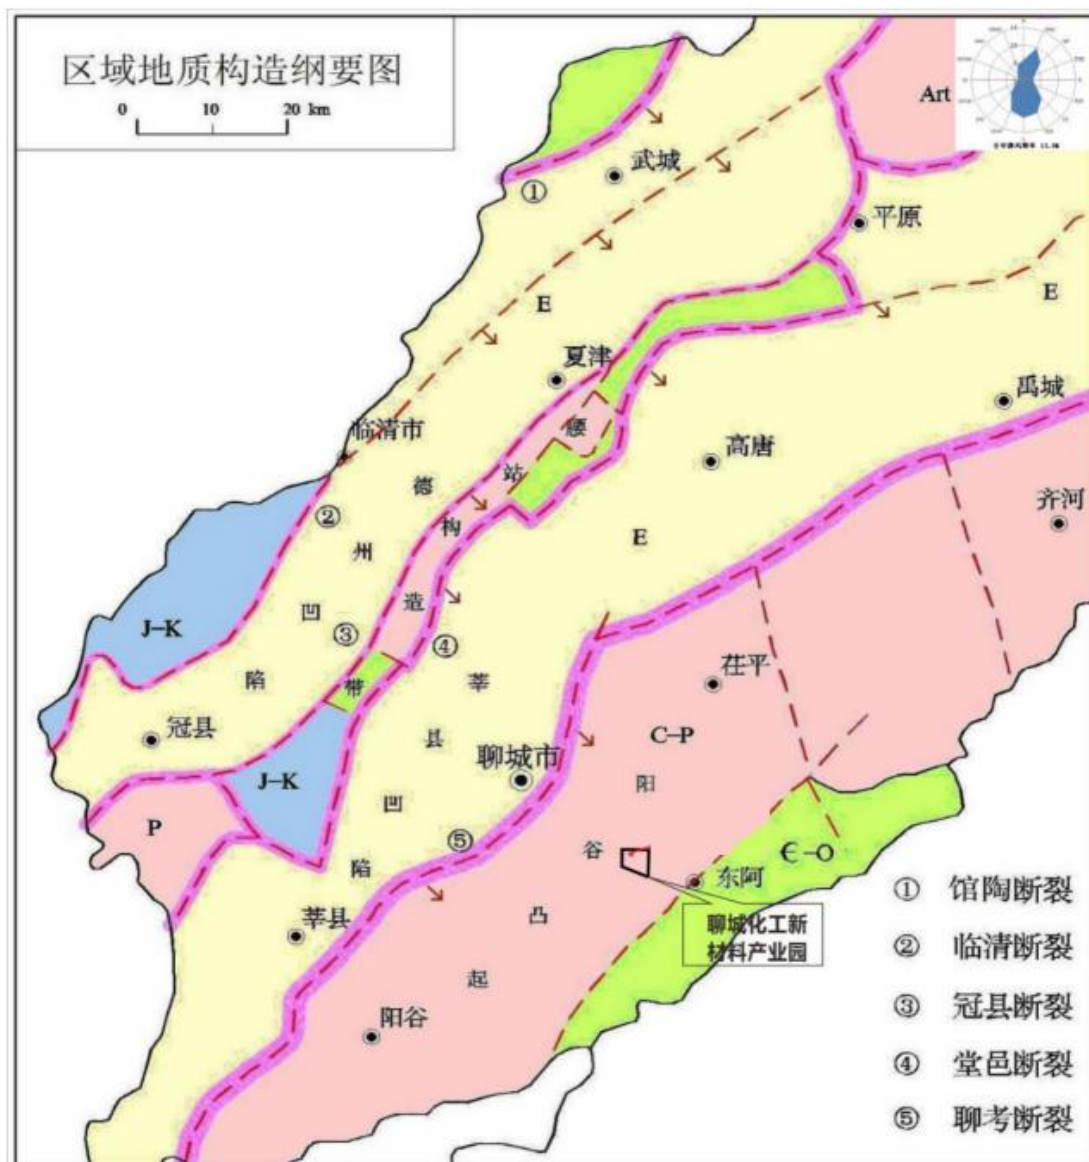 区域地质构造纲要图
0 10 20 km
Art
武城
①
平原
E
E
夏津
禹城
腰
临清市
高唐
站
德
齐河
②
构
州
E
造
凹
③
④
J-K
茌平
带
莘
陷
冠县
C-P
县
聊城市
阳
J-K
凹
P
⑤
谷
Є-O
陷
东阿
① 馆陶断裂
聊城化工新
材料产业园
凸
莘县
② 临清断裂
起
③ 冠县断裂
阳谷
④ 堂邑断裂
⑤ 聊考断裂